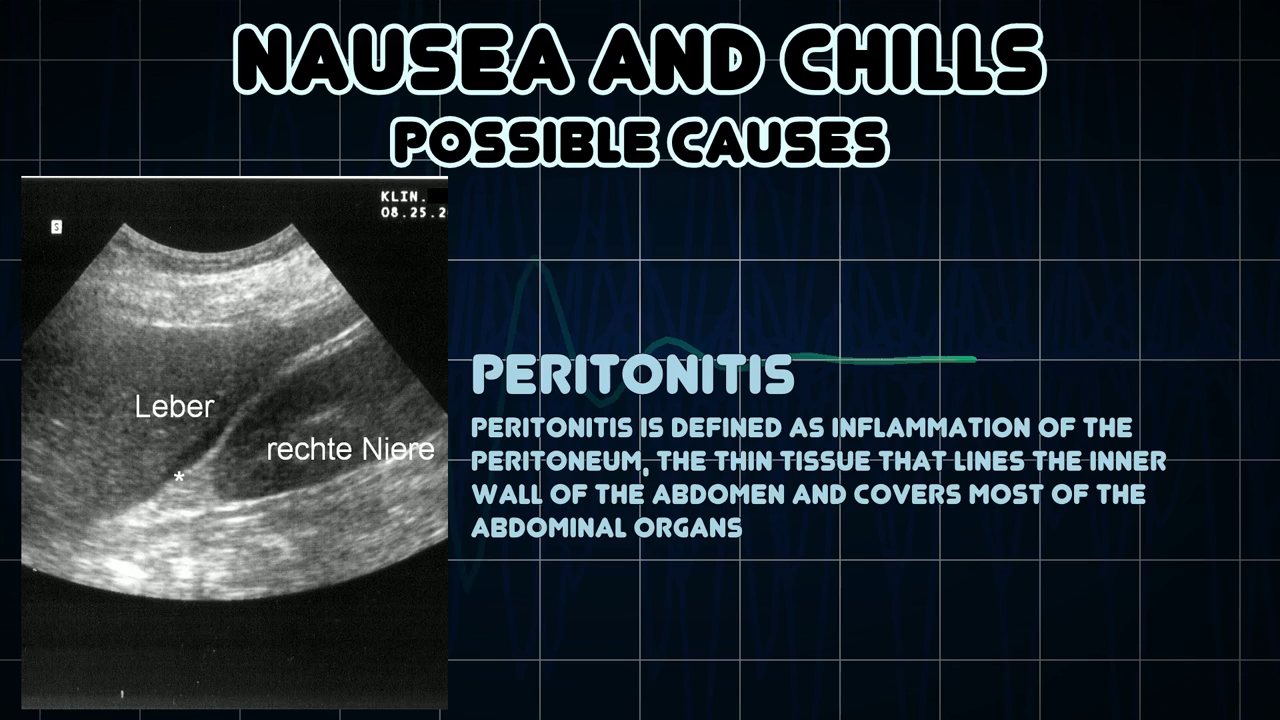 NAUSEA AND CHILLS
POSSIBLE CAUSES
S
KLIN.
08.25.2
Leber
rechte Niere
*
PERITONITIS
PERITONITIS IS DEFINED AS INFLAMMATION OF THE
PERITONEUM, THE THIN TISSUE THAT LINES THE INNER
WALL OF THE ABDOMEN AND COVERS MOST OF THE
ABDOMINAL ORGANS